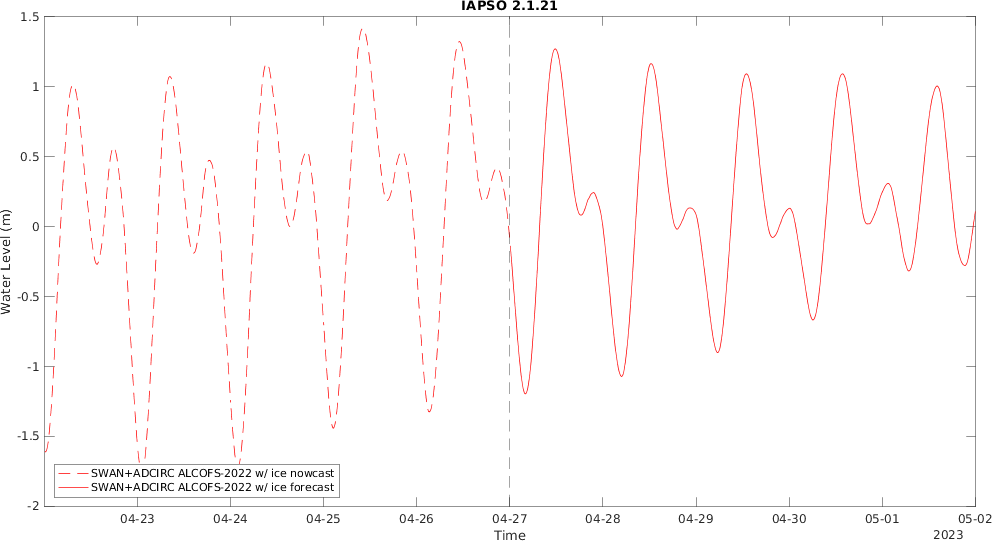 IAPSO 2.1.21
1.5
1
0.5
0
-0.5
-1
-1.5
-2
Water Level (m)
SWAN+ADCIRC ALCOFS-2022 w/ ice nowcast
SWAN+ADCIRC ALCOFS-2022 w/ ice forecast
04-23 04-24 04-25 04-26 04-27 04-28 04-29 04-30 05-01 05-02
Time
2023